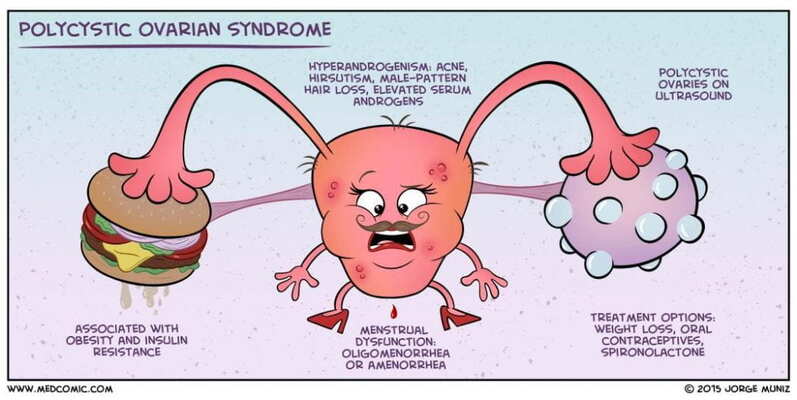 POLYCYSTIC OVARIAN SYNDROME
HYPERANDROGENISM: ACNE,
HIRSUTISM, MALE-PATTERN
HAIR LOSS, ELEVATED SERUM
ANDROGENS
POLYCYSTIC
OVARIES ON
ULTRASOUND
ASSOCIATED WITH
OBESITY AND INSULIN
RESISTANCE
MENSTRUAL
DYSFUNCTION:
OLIGOMENORRHEA
OR AMENORRHEA
TREATMENT OPTIONS:
WEIGHT LOSS, ORAL
CONTRACEPTIVES,
SPIRONOLACTONE
WWW.MEDCOMIC.COM
© 2015 JORGE MUNIZ